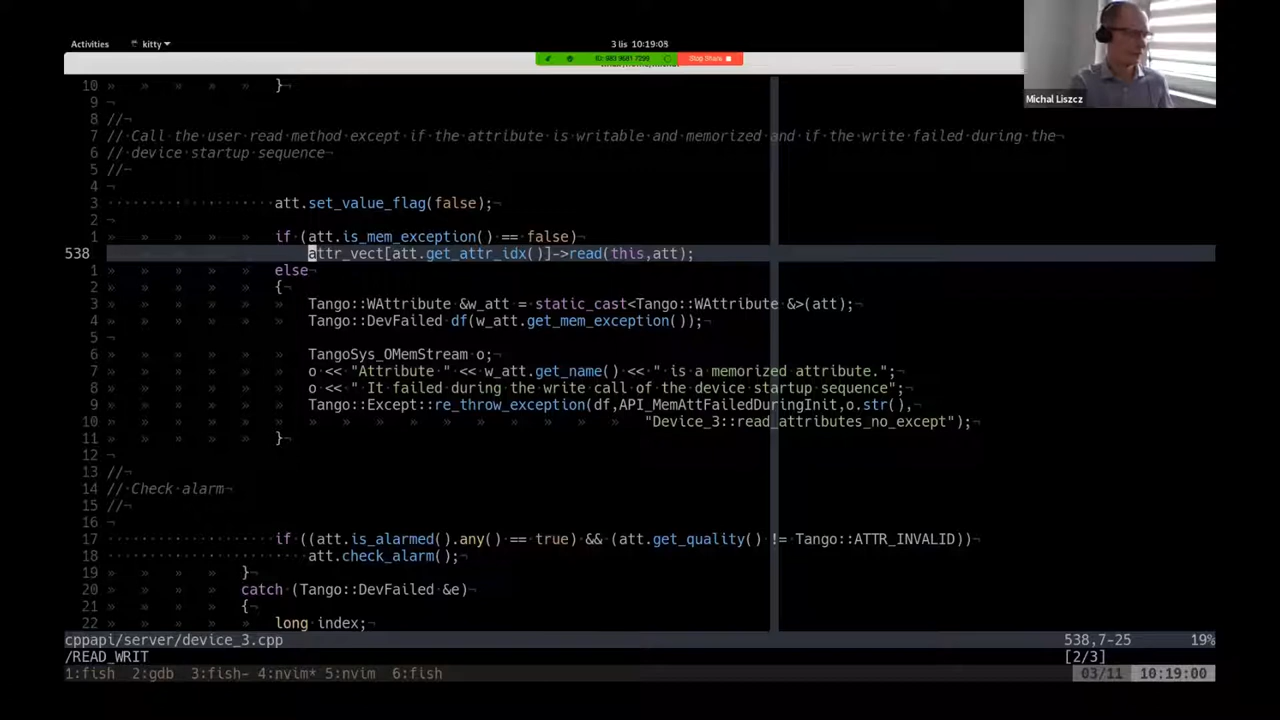 Activities kitty 3 lis 10:19:03
ID: 983 9681 7299 Stop Share
Michal Liszcz
10 » » » » » }
9
8 //
7 // Call the user read method except if the attribute is writable and memorized and if the write failed during the
6 // device startup sequence
5 //
4
3 att.set_value_flag(false);
2
1 » » » » » if (att.is_mem_exception() == false)
538 attr_vect[att.get_attr_idx()]->read(this,att);
1 » » » » » else
2 » » » » » {
3 » » » » » » Tango::WAttribute &w_att = static_cast<Tango::WAttribute &>(att);
4 » » » » » » Tango::DevFailed df(w_att.get_mem_exception());
5
6 » » » » » » TangoSys_OMemStream o;
7 » » » » » » o << "Attribute " << w_att.get_name() << " is a memorized attribute.";
8 » » » » » » o << " It failed during the write call of the device startup sequence";
9 » » » » » » Tango::Except::re_throw_exception(df,API_MemAttFailedDuringInit,o.str(),
10 » » » » » » » » » » » » » » » » "Device_3::read_attributes_no_except");
11 » » » » » }
12
13 //
14 // Check alarm
15 //
16
17 if ((att.is_alarmed().any() == true) && (att.get_quality() != Tango::ATTR_INVALID))
18 att.check_alarm();
19 » » » » }
20 » » » » catch (Tango::DevFailed &e)
21 » » » » {
22 » » » » » long index;
cppapi/server/device_3.cpp 538,7-25 19%
/READ_WRIT [2/3]
1:fish 2:gdb 3:fish- 4:nvim* 5:nvim 6:fish 03/11 10:19:00